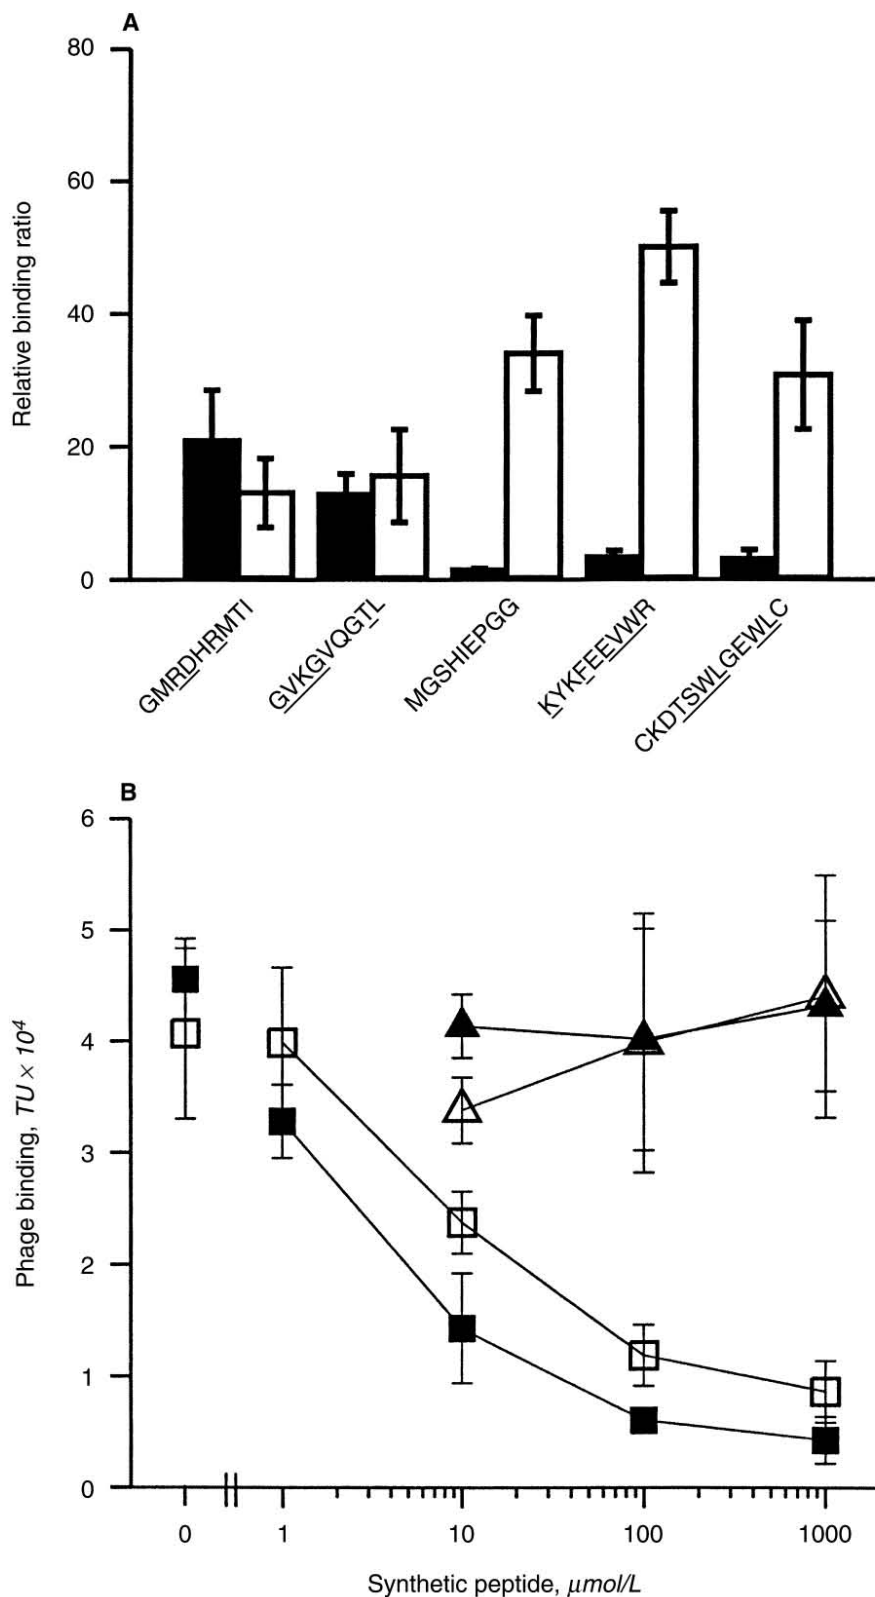 A
80
60
40
20
0
Relative binding ratio
GMRDHRMTI
GVKGVQGTL
MGSHIEPGG
KYKFEEVWR
CKDTSWLGEWLC
B
6
5
4
3
2
1
0
Phage binding, TU × 10⁴
0 1 10 100 1000
Synthetic peptide, μmol/L